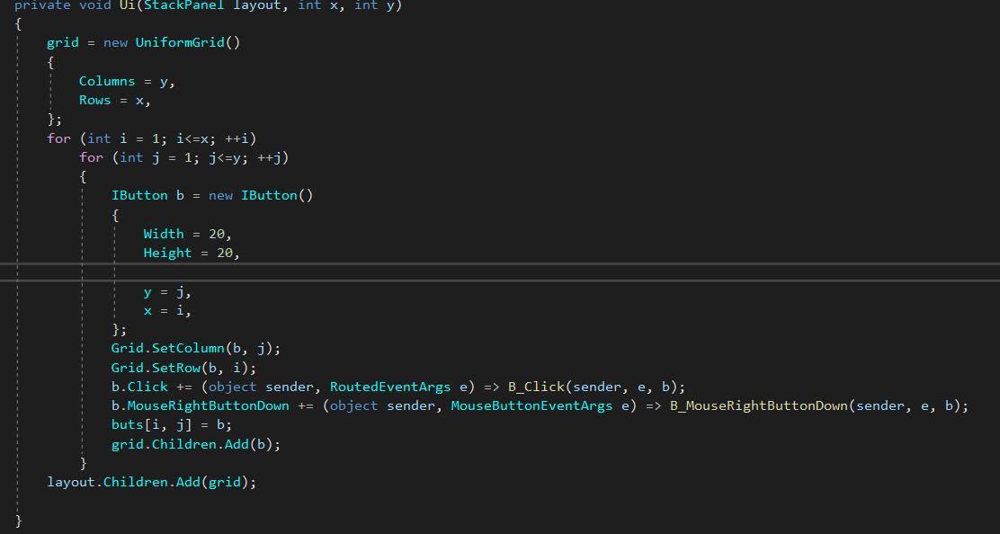 private void Ui(StackPanel layout, int x, int y)
{
grid = new UniformGrid()
{
Columns = y,
Rows = x,
};
for (int i = 1; i<=x; ++i)
for (int j = 1; j<=y; ++j)
{
IButton b = new IButton()
{
Width = 20,
Height = 20,
y = j,
x = i,
};
Grid.SetColumn(b, j);
Grid.SetRow(b, i);
b.Click += (object sender, RoutedEventArgs e) => B_Click(sender, e, b);
b.MouseRightButtonDown += (object sender, MouseButtonEventArgs e) => B_MouseRightButtonDown(sender, e, b);
buts[i, j] = b;
grid.Children.Add(b);
}
layout.Children.Add(grid);
}